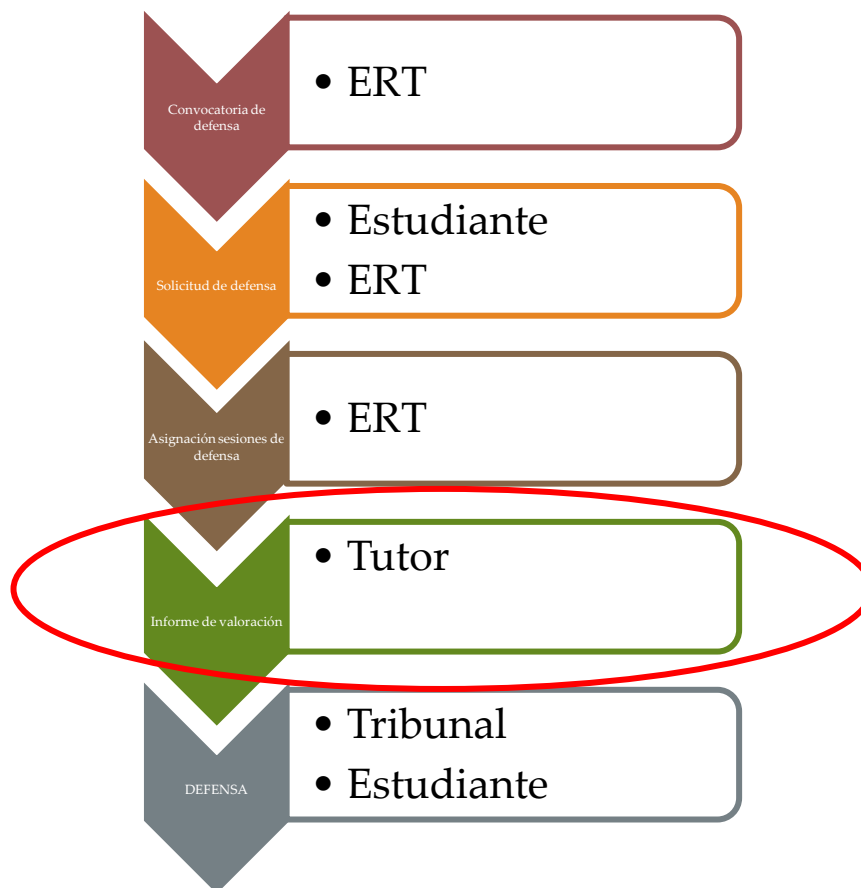 Convocatoria de
defensa
• ERT
Solicitud de defensa
• Estudiante
• ERT
Asignación sesiones de
defensa
• ERT
Informe de valoración
• Tutor
DEFENSA
• Tribunal
• Estudiante